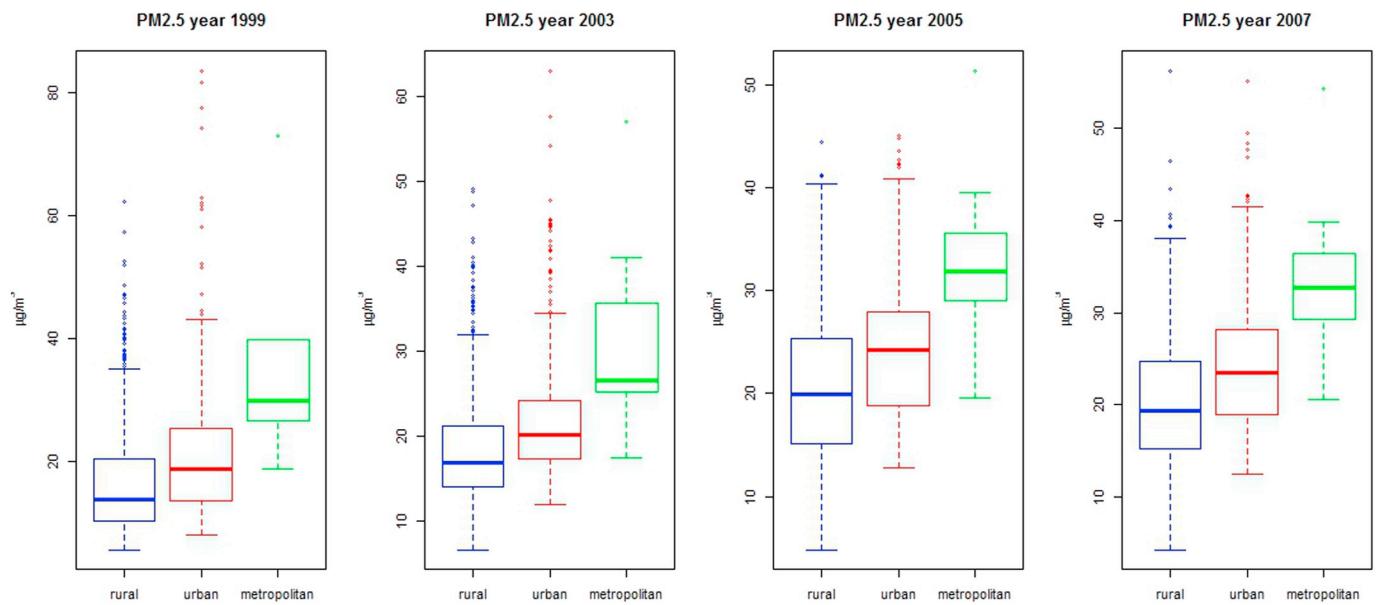 PM2.5 year 1999
80
60
40
20
µg/m³
rural urban metropolitan
PM2.5 year 2003
60
50
40
30
20
10
µg/m³
rural urban metropolitan
PM2.5 year 2005
50
40
30
20
10
µg/m³
rural urban metropolitan
PM2.5 year 2007
50
40
30
20
10
µg/m³
rural urban metropolitan